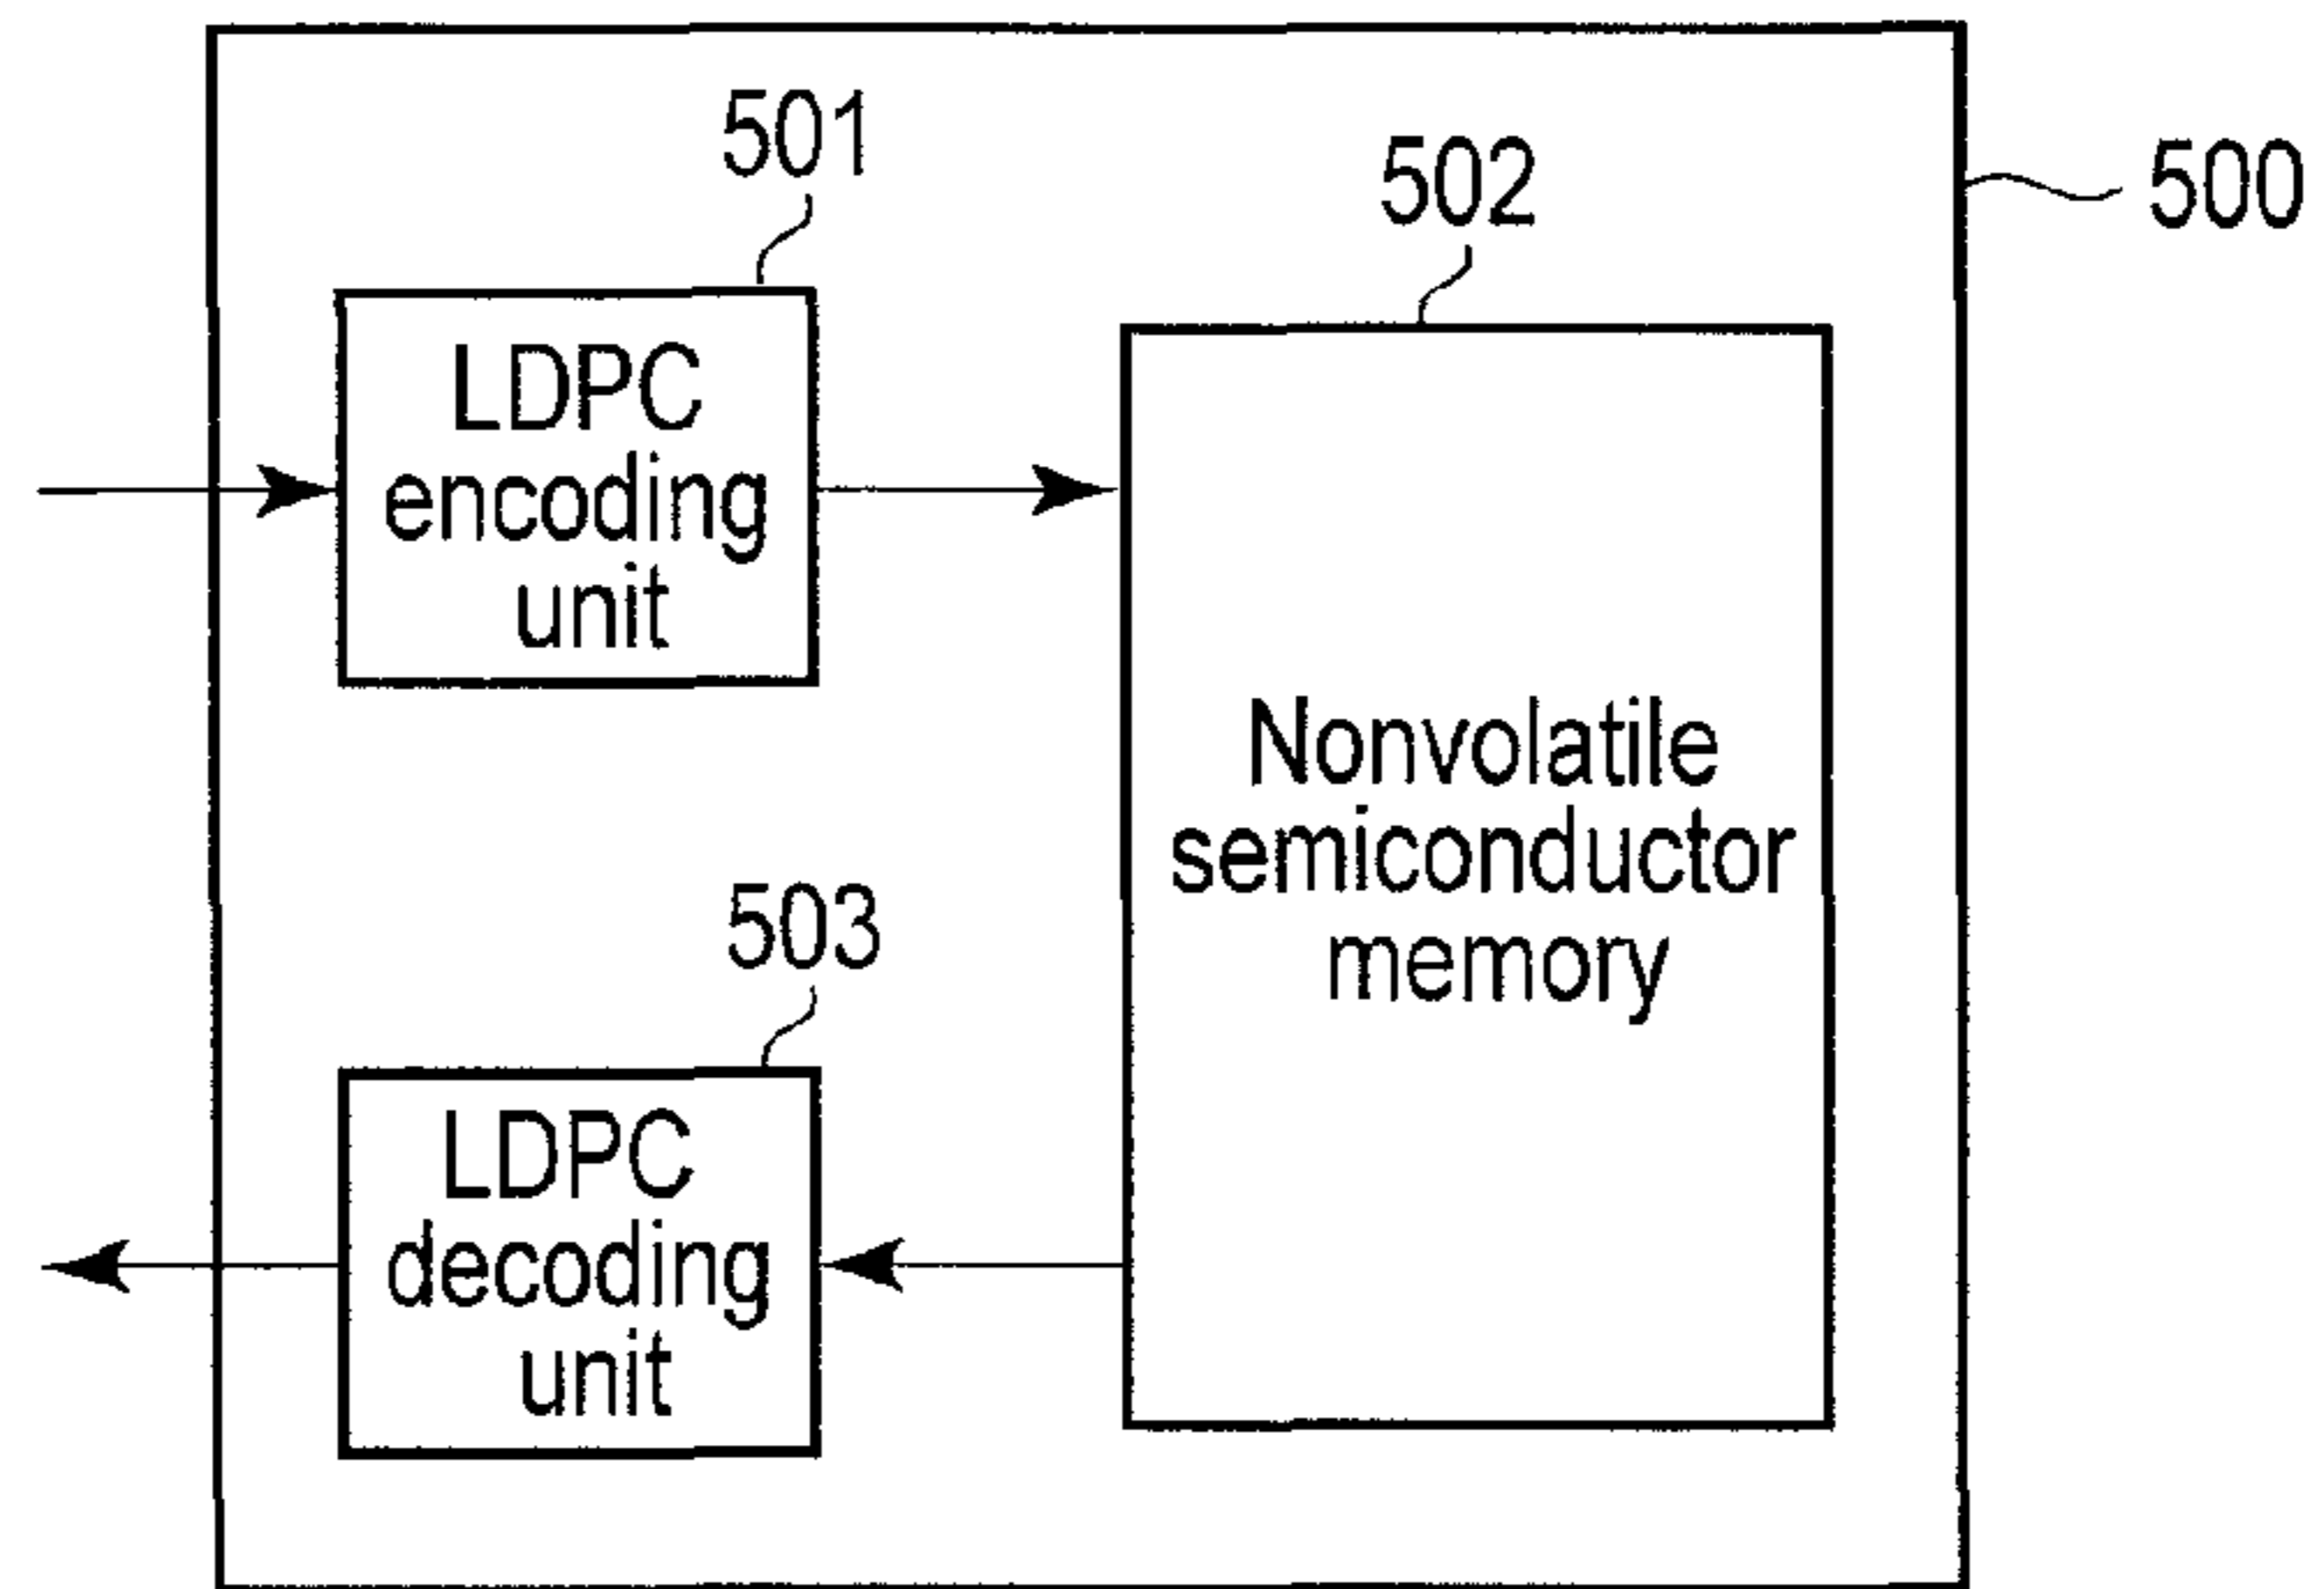 501
502
500
LDPC
encoding
unit
Nonvolatile
semiconductor
memory
503
LDPC
decoding
unit